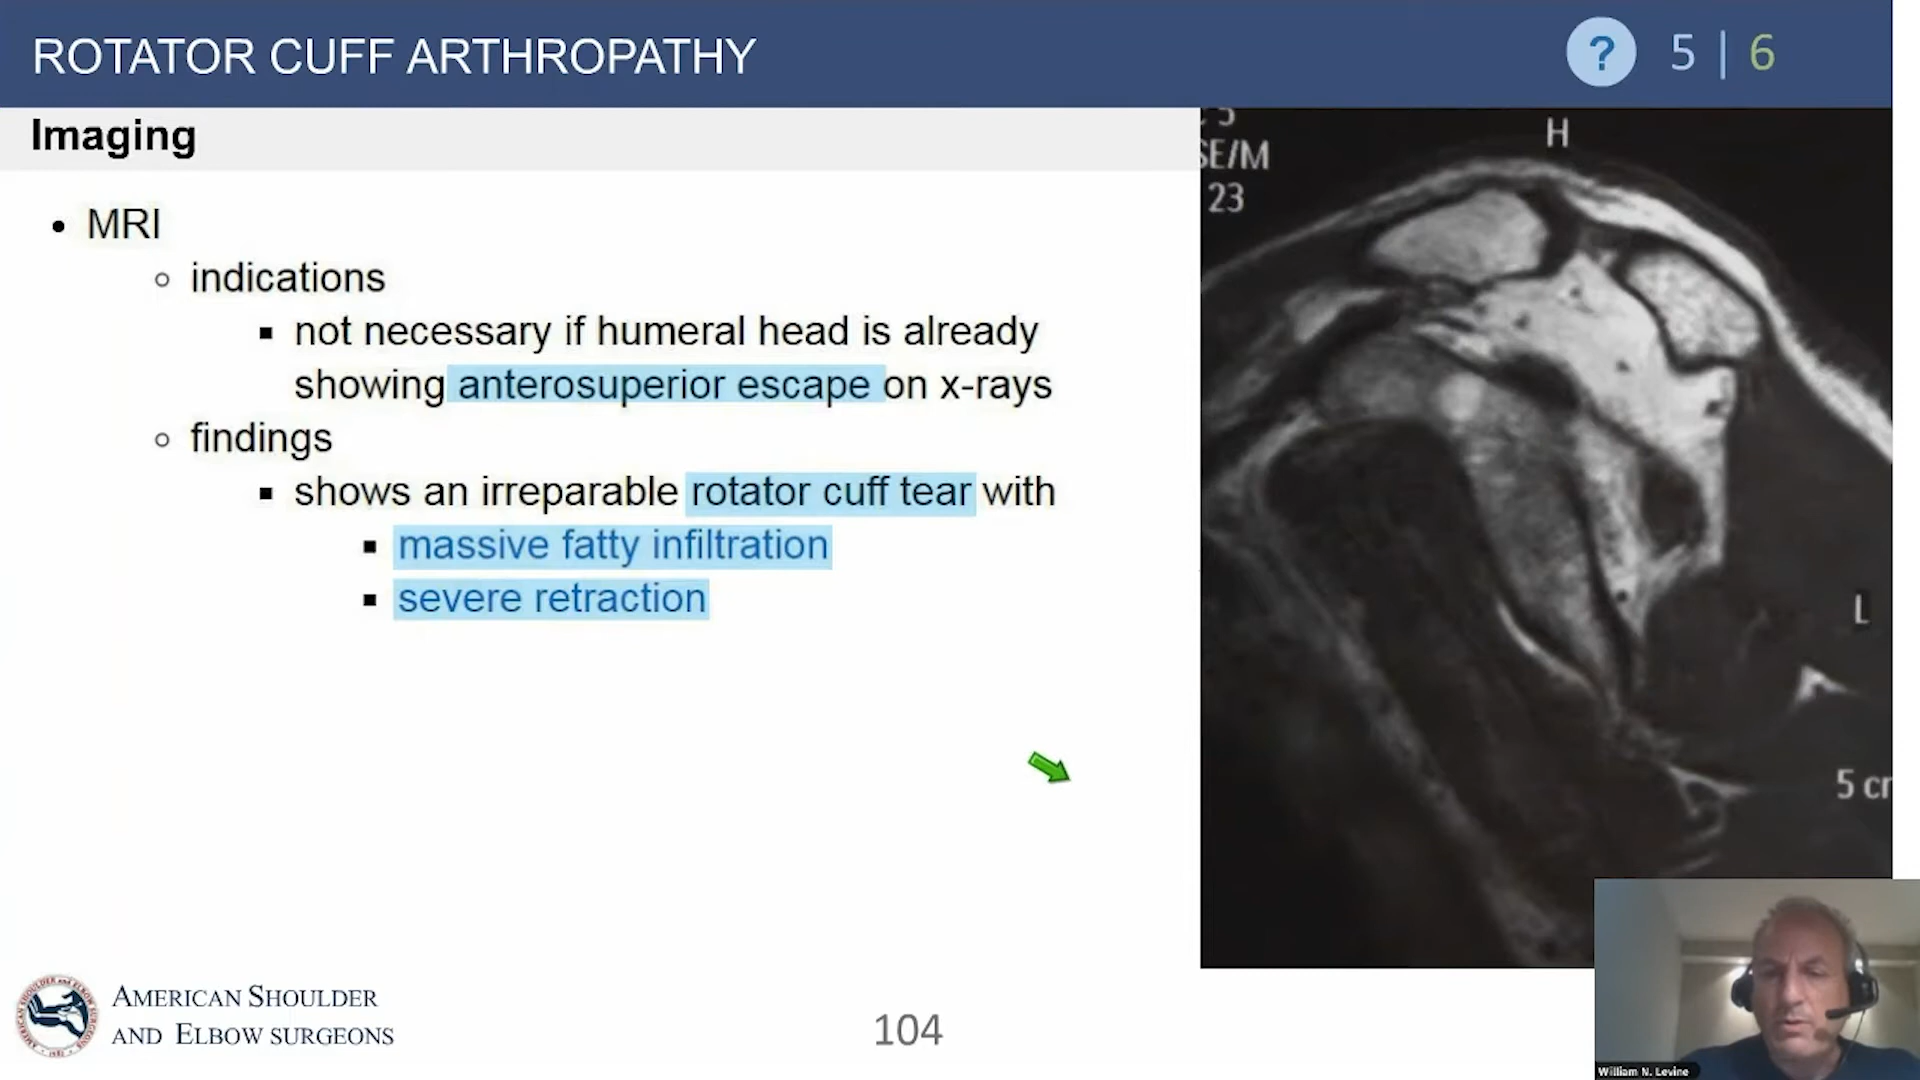 ROTATOR CUFF ARTHROPATHY
? 5 | 6
Imaging
MRI
indications
not necessary if humeral head is already
showing anterosuperior escape on x-rays
findings
shows an irreparable rotator cuff tear with
massive fatty infiltration
severe retraction
SE/M
23
H
L
AMERICAN SHOULDER
AND ELBOW SURGEONS
104
William N. Levine